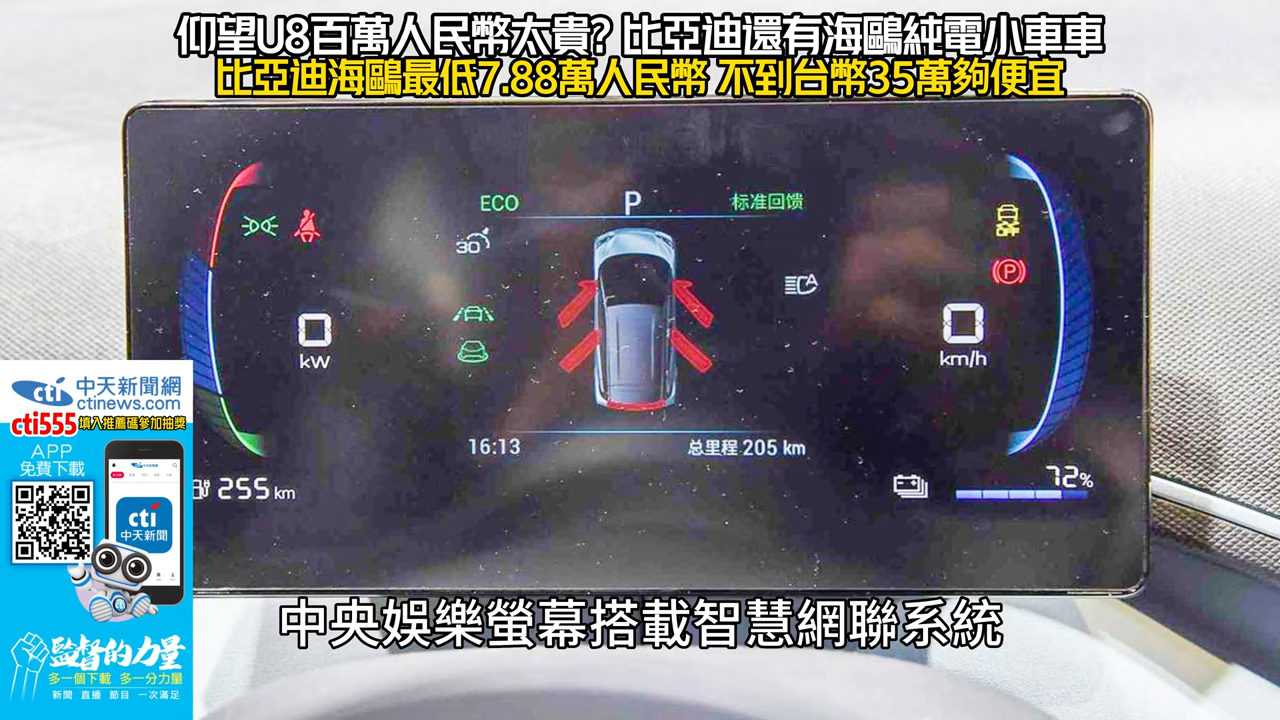 仰望U8百萬人民幣太貴? 比亞迪還有海鷗純電小車車
比亞迪海鷗最低7.88萬人民幣 不到台幣35萬夠便宜
ECO
P
标准回馈
30
A
OFF
P
0
kW
0
km/h
16:13
总里程 205 km
255 km
72%
cti 中天新聞網
ctinews.com
cti555 填入推薦碼參加抽獎
APP
免費下載
cti
中天新聞
監督的力量
多一個下載 多一分力量
新聞 直播 節目 一次滿足
中央娛樂螢幕搭載智慧網聯系統